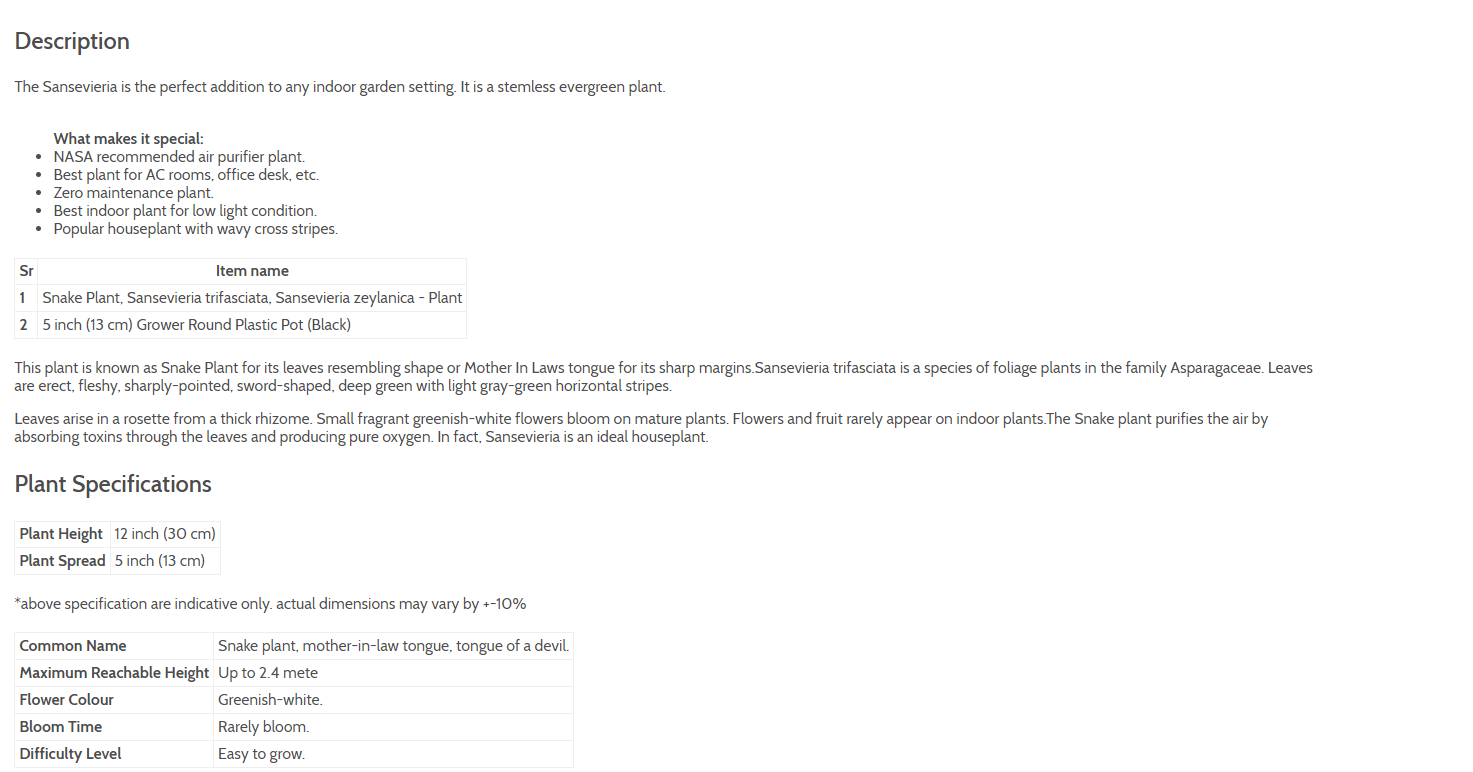 Description
The Sansevieria is the perfect addition to any indoor garden setting. It is a stemless evergreen plant.
What makes it special:
NASA recommended air purifier plant.
Best plant for AC rooms, office desk, etc.
Zero maintenance plant.
Best indoor plant for low light condition.
Popular houseplant with wavy cross stripes.
Sr Item name
1 Snake Plant, Sansevieria trifasciata, Sansevieria zeylanica - Plant
2 5 inch (13 cm) Grower Round Plastic Pot (Black)
This plant is known as Snake Plant for its leaves resembling shape or Mother In Laws tongue for its sharp margins.Sansevieria trifasciata is a species of foliage plants in the family Asparagaceae. Leaves
are erect, fleshy, sharply-pointed, sword-shaped, deep green with light gray-green horizontal stripes.
Leaves arise in a rosette from a thick rhizome. Small fragrant greenish-white flowers bloom on mature plants. Flowers and fruit rarely appear on indoor plants.The Snake plant purifies the air by
absorbing toxins through the leaves and producing pure oxygen. In fact, Sansevieria is an ideal houseplant.
Plant Specifications
Plant Height 12 inch (30 cm)
Plant Spread 5 inch (13 cm)
*above specification are indicative only. actual dimensions may vary by +-10%
Common Name Snake plant, mother-in-law tongue, tongue of a devil.
Maximum Reachable Height Up to 2.4 mete
Flower Colour Greenish-white.
Bloom Time Rarely bloom.
Difficulty Level Easy to grow.